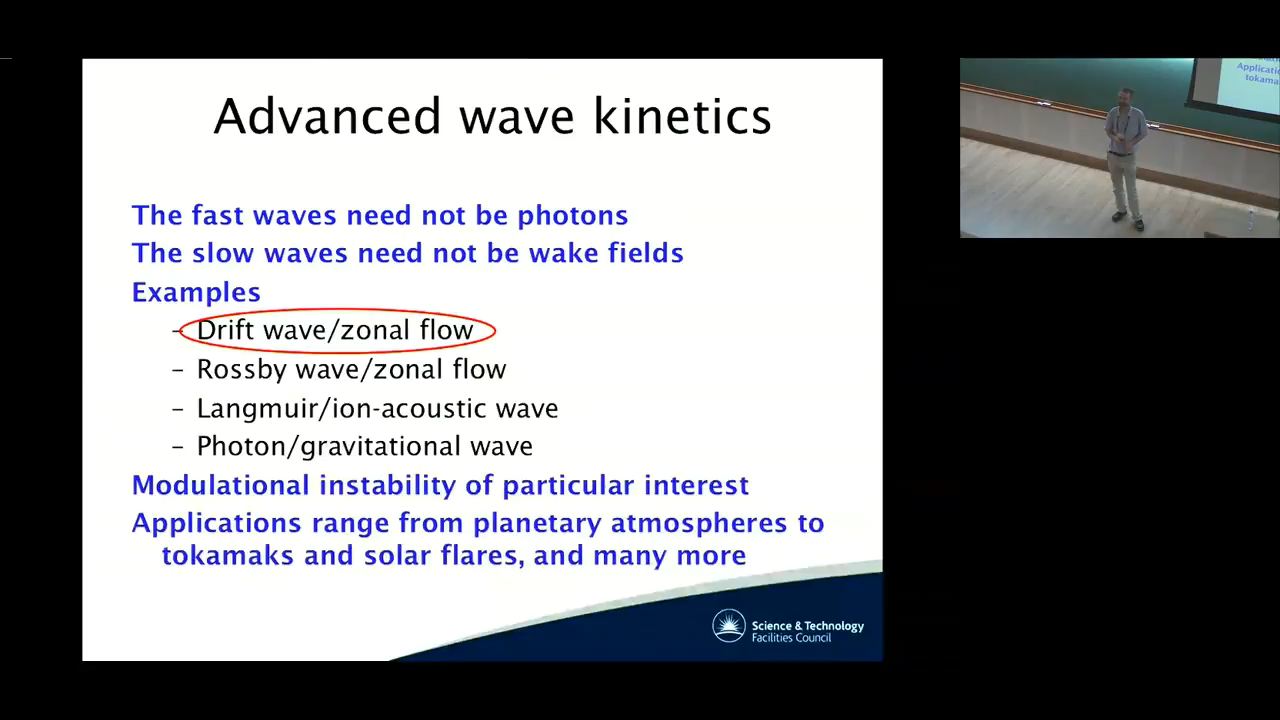 Advanced wave kinetics
The fast waves need not be photons
The slow waves need not be wake fields
Examples
– Drift wave/zonal flow
– Rossby wave/zonal flow
– Langmuir/ion-acoustic wave
– Photon/gravitational wave
Modulational instability of particular interest
Applications range from planetary atmospheres to
tokamaks and solar flares, and many more
Science & Technology
Facilities Council
tokamaks